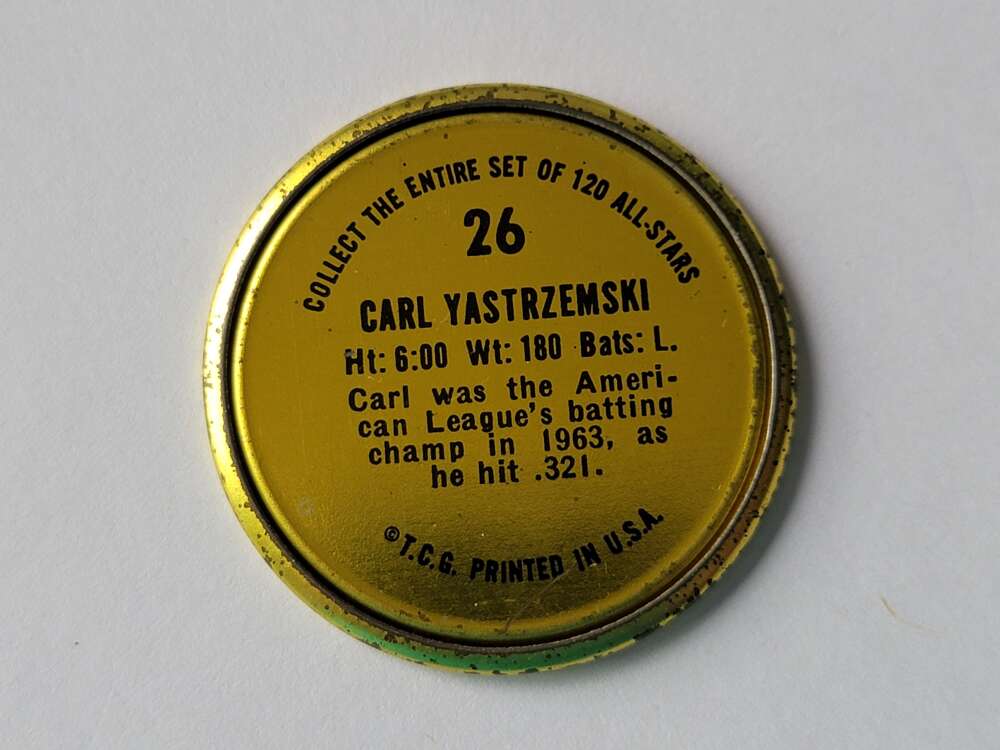 COLLECT THE ENTIRE SET OF 120 ALL-STARS
26
CARL YASTRZEMSKI
Ht: 6:00 Wt: 180 Bats: L.
Carl was the Ameri-
can League's batting
champ in 1963, as
he hit .321.
©T.C.G. PRINTED IN U.S.A.